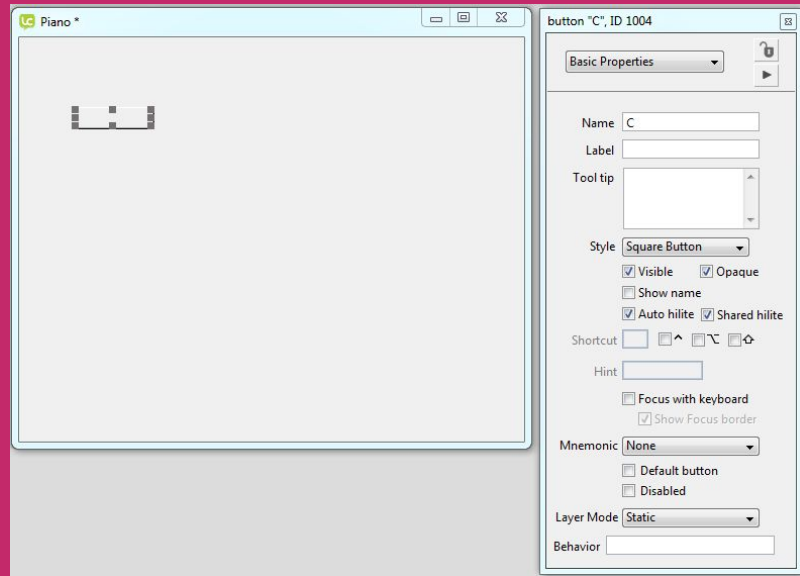 Piano *
button "C", ID 1004
Basic Properties
Name C
Label
Tool tip
Style Square Button
Visible Opaque
Show name
Auto hilite Shared hilite
Shortcut ^ ⌥ ⇧
Hint
Focus with keyboard
Show Focus border
Mnemonic None
Default button
Disabled
Layer Mode Static
Behavior